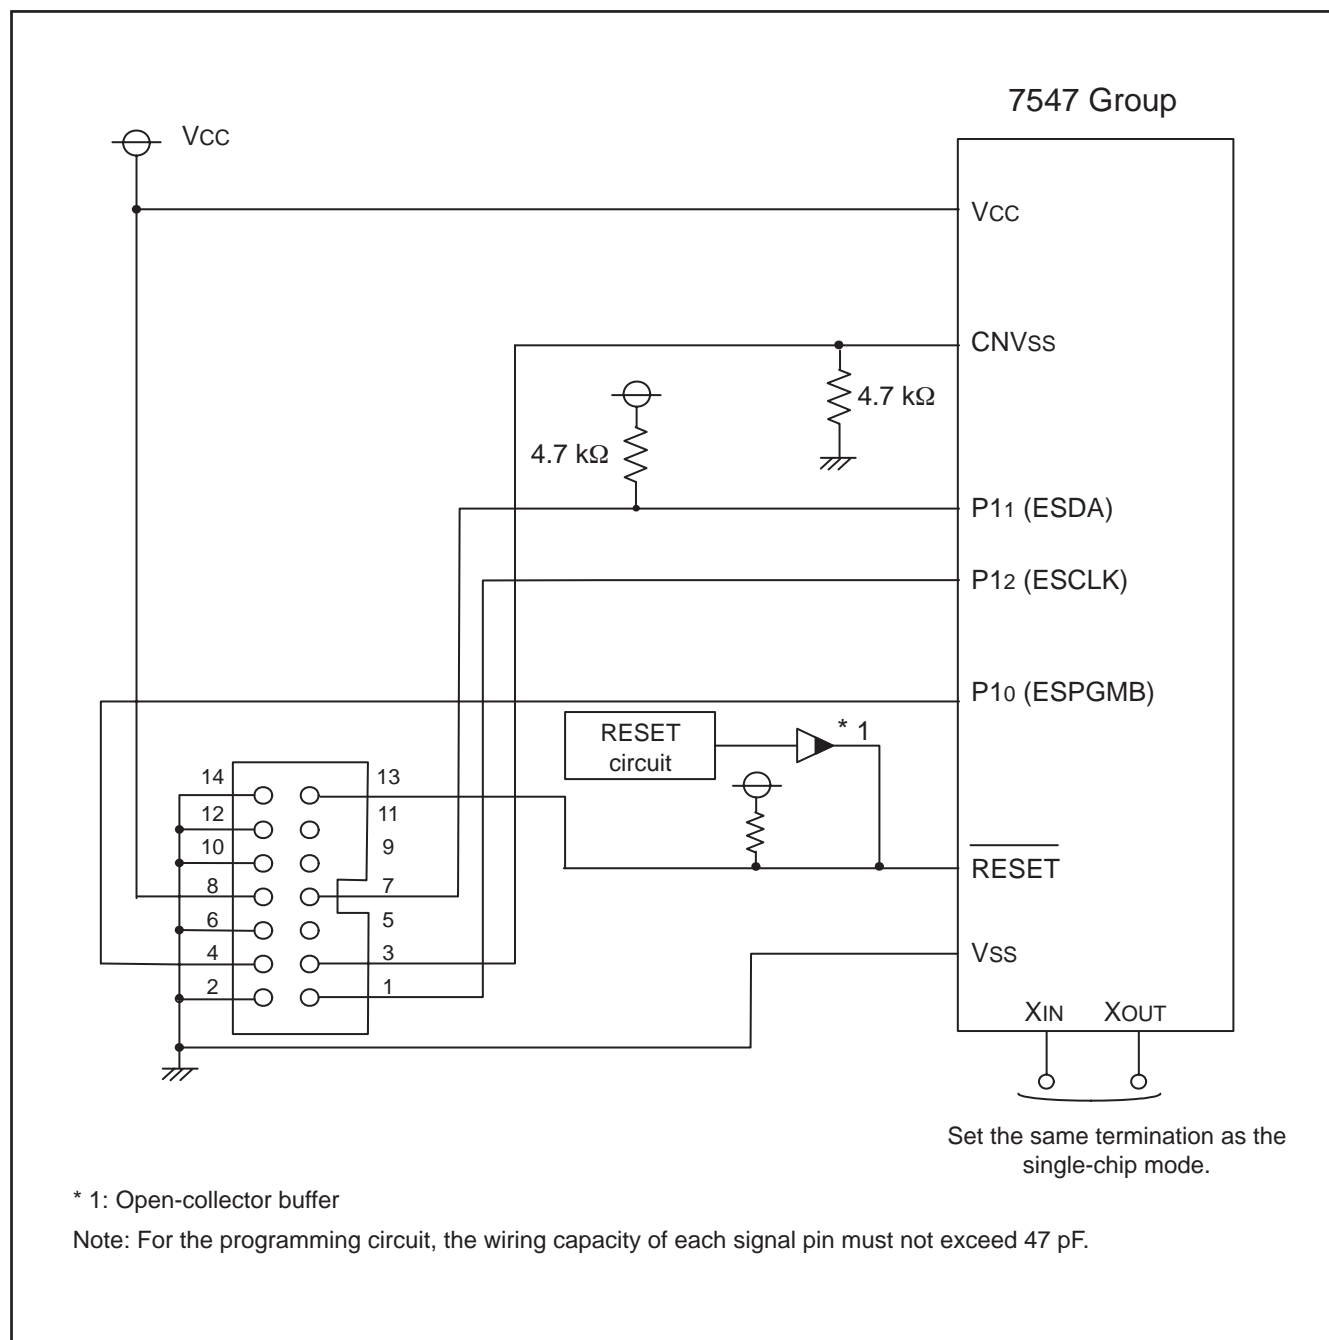 7547 Group
VCC
VCC
CNVSS
4.7 kΩ
4.7 kΩ
P11 (ESDA)
P12 (ESCLK)
P10 (ESPGMB)
RESET
circuit
* 1
14
13
12
11
10
9
8
7
6
5
4
3
2
1
RESET
VSS
XIN
XOUT
Set the same termination as the
single-chip mode.
* 1: Open-collector buffer
Note: For the programming circuit, the wiring capacity of each signal pin must not exceed 47 pF.